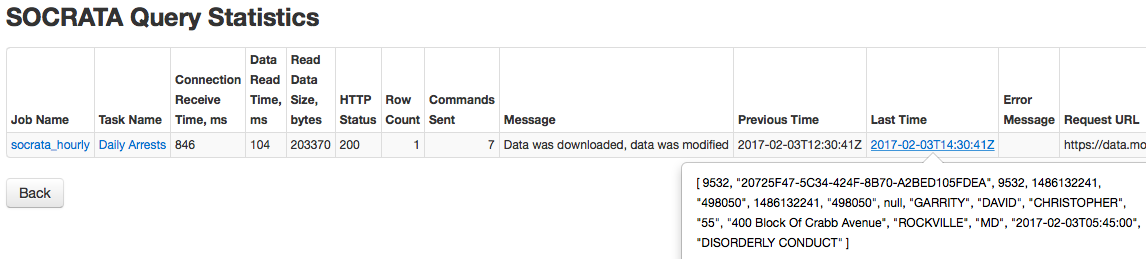 SOCRATA Query Statistics
Job Name Task Name Connection Receive Time, ms Data Read Time, ms Read Data Size, bytes HTTP Status Row Count Commands Sent Message Previous Time Last Time Error Message Request URL
socrata_hourly Daily Arrests 846 104 203370 200 1 7 Data was downloaded, data was modified 2017-02-03T12:30:41Z 2017-02-03T14:30:41Z https://data.mo
Back
[ 9532, "20725F47-5C34-424F-8B70-A2BED105FDEA", 9532, 1486132241,
"498050", 1486132241, "498050", null, "GARRITY", "DAVID", "CHRISTOPHER",
"55", "400 Block Of Crabb Avenue", "ROCKVILLE", "MD", "2017-02-03T05:45:00",
"DISORDERLY CONDUCT" ]